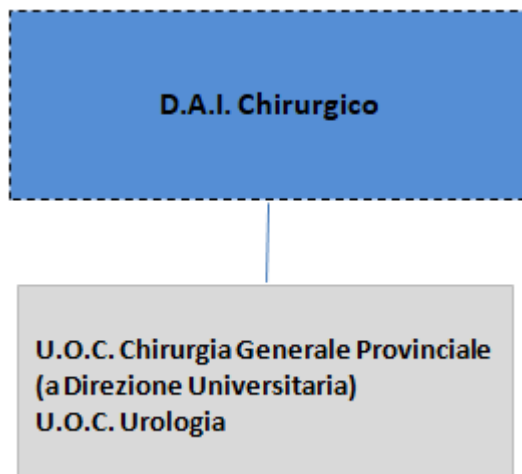 D.A.I. Chirurgico
U.O.C. Chirurgia Generale Provinciale
(a Direzione Universitaria)
U.O.C. Urologia